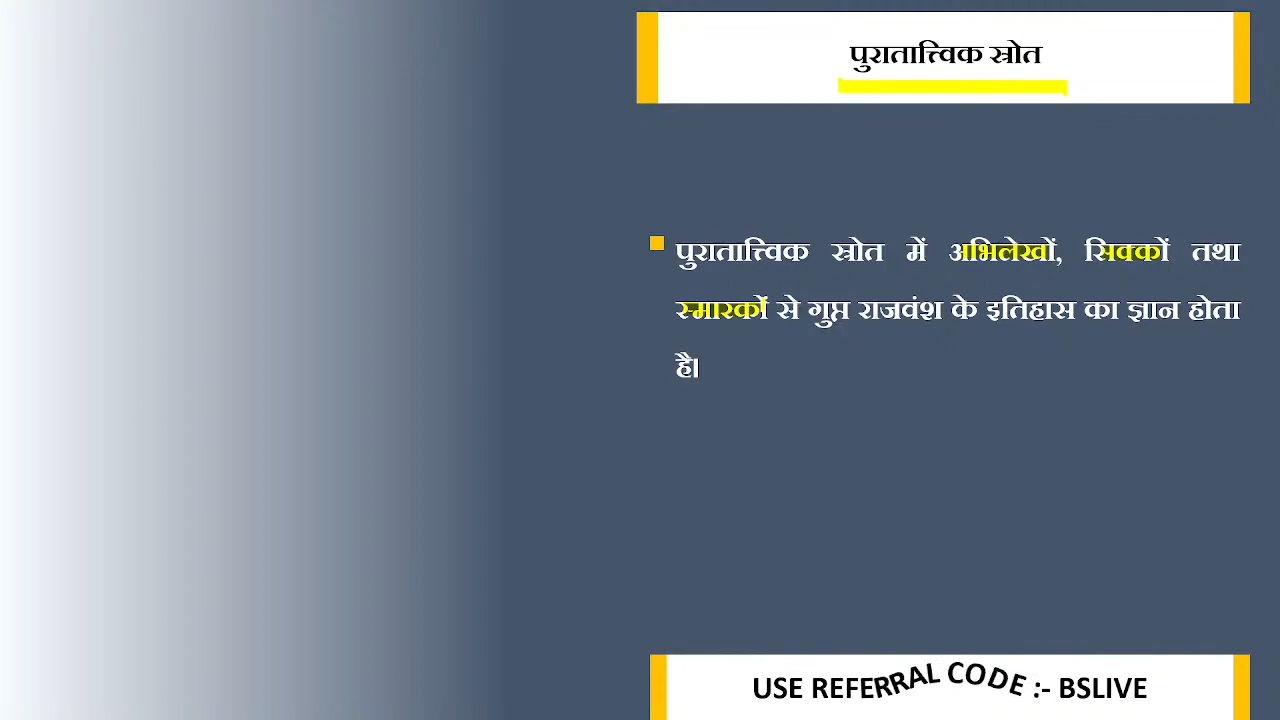 पुरातात्त्विक स्रोत
पुरातात्त्विक स्रोत में अभिलेखों, सिक्कों तथा
स्मारकों से गुप्त राजवंश के इतिहास का ज्ञान होता
है।
USE REFERRAL CODE :- BSLIVE